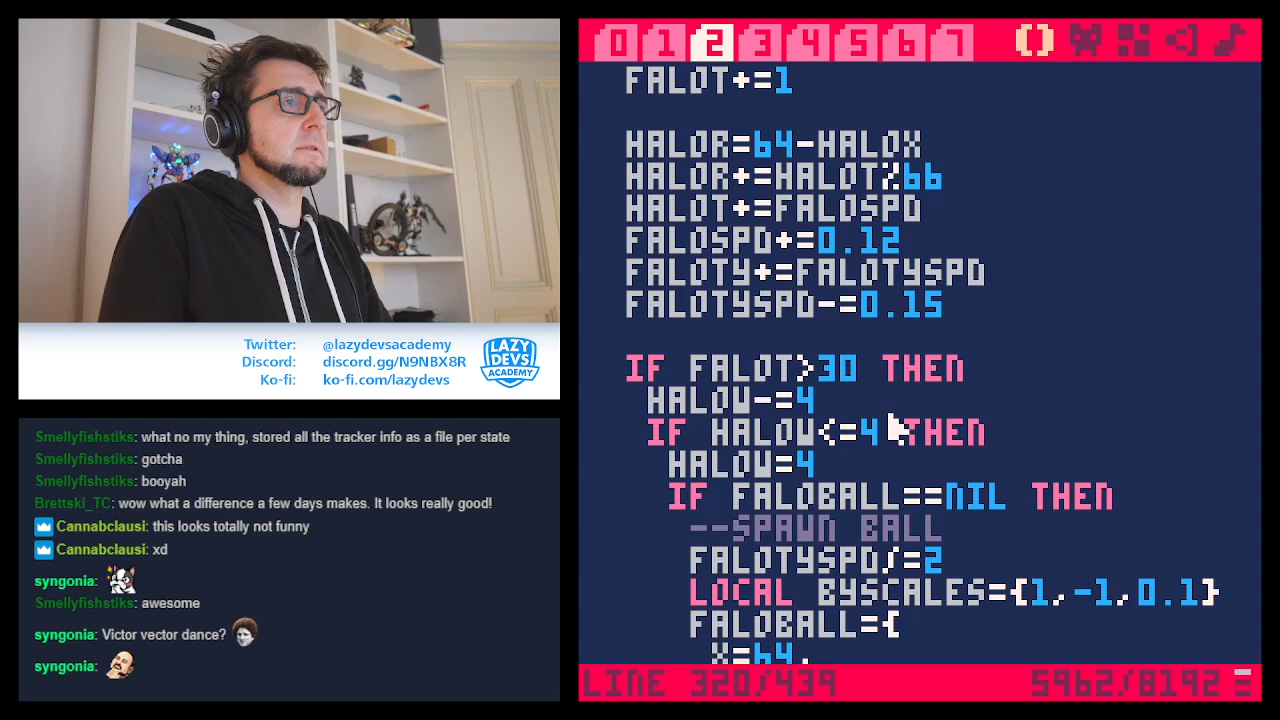 Twitter: @lazydevsacademy
Discord: discord.gg/N9NBX8R
Ko-fi: ko-fi.com/lazydevs
LAZY
DEVS
ACADEMY
Smellyfishstiks: what no my thing, stored all the tracker info as a file per state
Smellyfishstiks: gotcha
Smellyfishstiks: booyah
Brettski_TC: wow what a difference a few days makes. It looks really good!
Cannabclausi: this looks totally not funny
Cannabclausi: xd
syngonia:
Smellyfishstiks: awesome
syngonia: Victor vector dance?
syngonia:
0 1 2 3 4 5 6 7 ()
FALOT+=1
HALOR=64-HALOX
HALOR+=HALOT%66
HALOT+=FALOSPD
FALOSPD+=0.12
FALOTY+=FALOTYSPD
FALOTYSPD-=0.15
IF FALOT>30 THEN
HALOW-=4
IF HALOW<=4 THEN
HALOW=4
IF FALOBALL==NIL THEN
--SPAWN BALL
FALOTYSPD/=2
LOCAL BYSCALES={1,-1,0.1}
FALOBALL={
X=64,
LINE 320/439 5962/8192